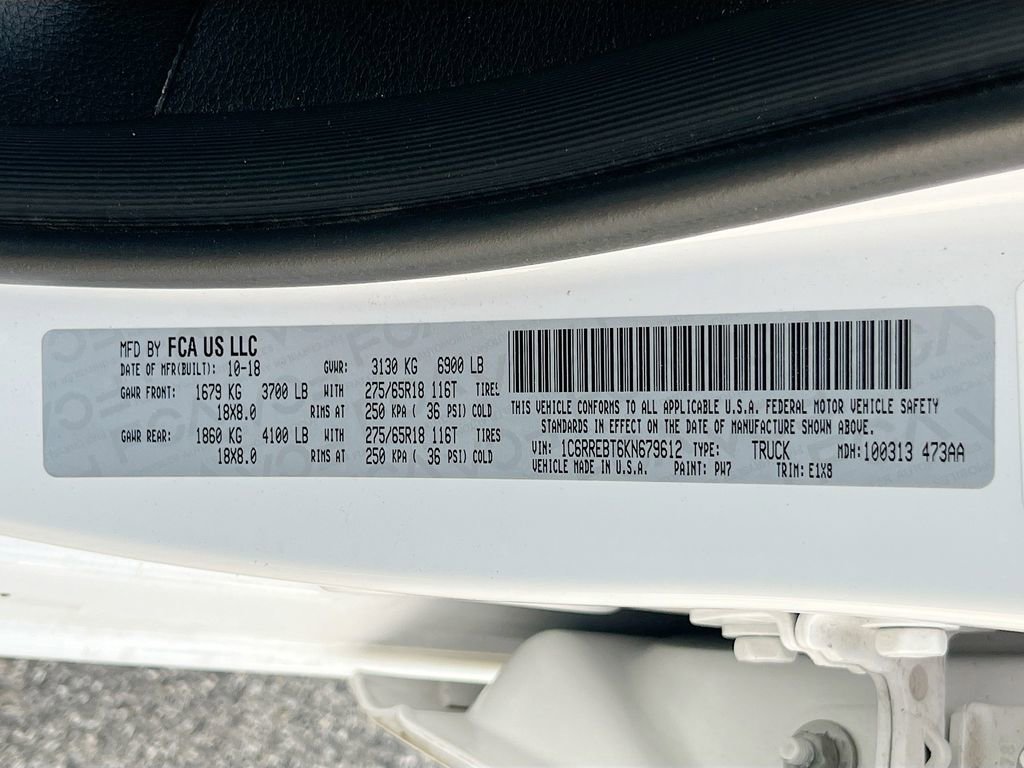 MFD BY FCA US LLC
DATE OF MFR(BUILT): 10-18 GVWR: 3130 KG 6900 LB
GAWR FRONT: 1679 KG 3700 LB WITH 275/65R18 116T TIRES
18X8.0 RIMS AT 250 KPA ( 36 PSI) COLD
GAWR REAR: 1860 KG 4100 LB WITH 275/65R18 116T TIRES
18X8.0 RIMS AT 250 KPA ( 36 PSI) COLD
THIS VEHICLE CONFORMS TO ALL APPLICABLE U.S.A. FEDERAL MOTOR VEHICLE SAFETY
STANDARDS IN EFFECT ON THE DATE OF MANUFACTURE SHOWN ABOVE.
VIN: 1C6RREBT6KN679612 TYPE: TRUCK MDH: 100313 473AA
VEHICLE MADE IN U.S.A. PAINT: PW7 TRIM: E1X8